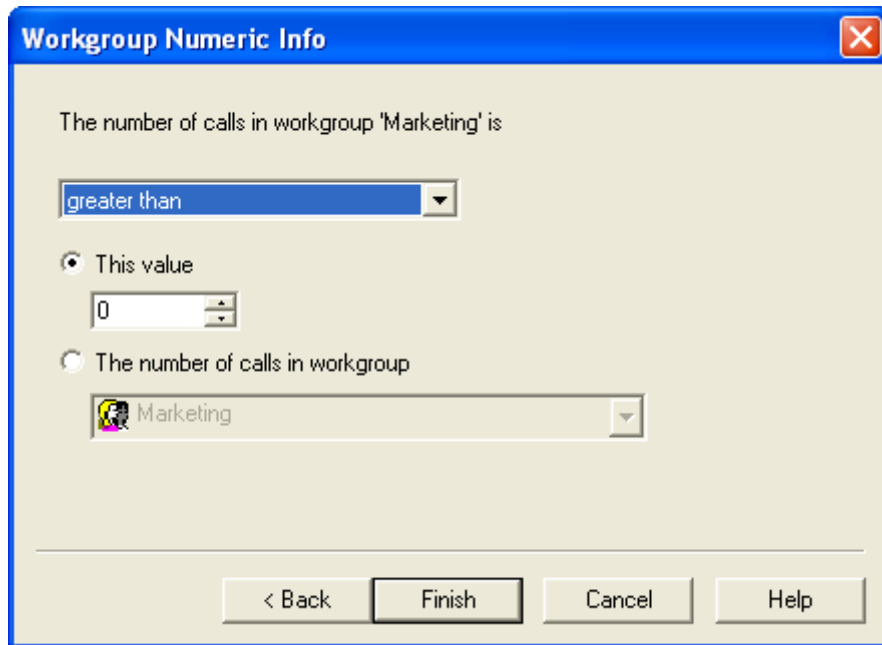 Workgroup Numeric Info
The number of calls in workgroup 'Marketing' is
greater than
This value
0
The number of calls in workgroup
Marketing
< Back Finish Cancel Help